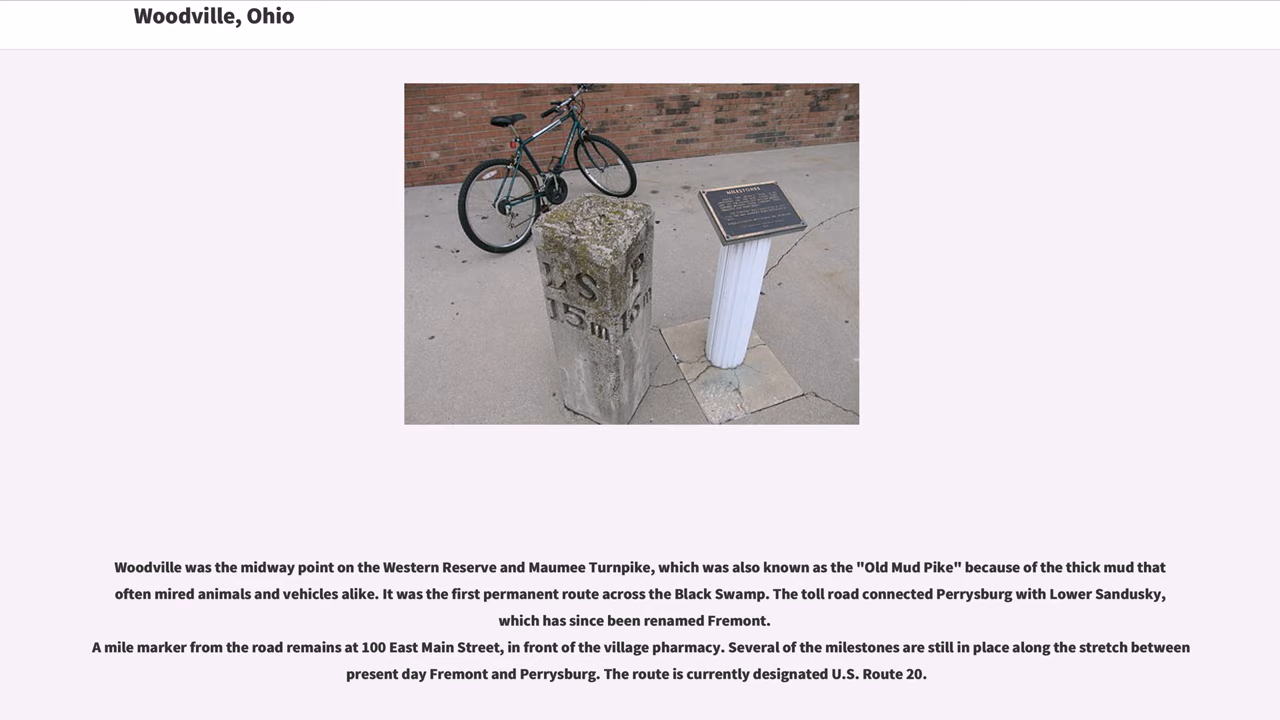 Woodville, Ohio
MILESTONES
L S P
15m 16m
Woodville was the midway point on the Western Reserve and Maumee Turnpike, which was also known as the "Old Mud Pike" because of the thick mud that
often mired animals and vehicles alike. It was the first permanent route across the Black Swamp. The toll road connected Perrysburg with Lower Sandusky,
which has since been renamed Fremont.
A mile marker from the road remains at 100 East Main Street, in front of the village pharmacy. Several of the milestones are still in place along the stretch between
present day Fremont and Perrysburg. The route is currently designated U.S. Route 20.